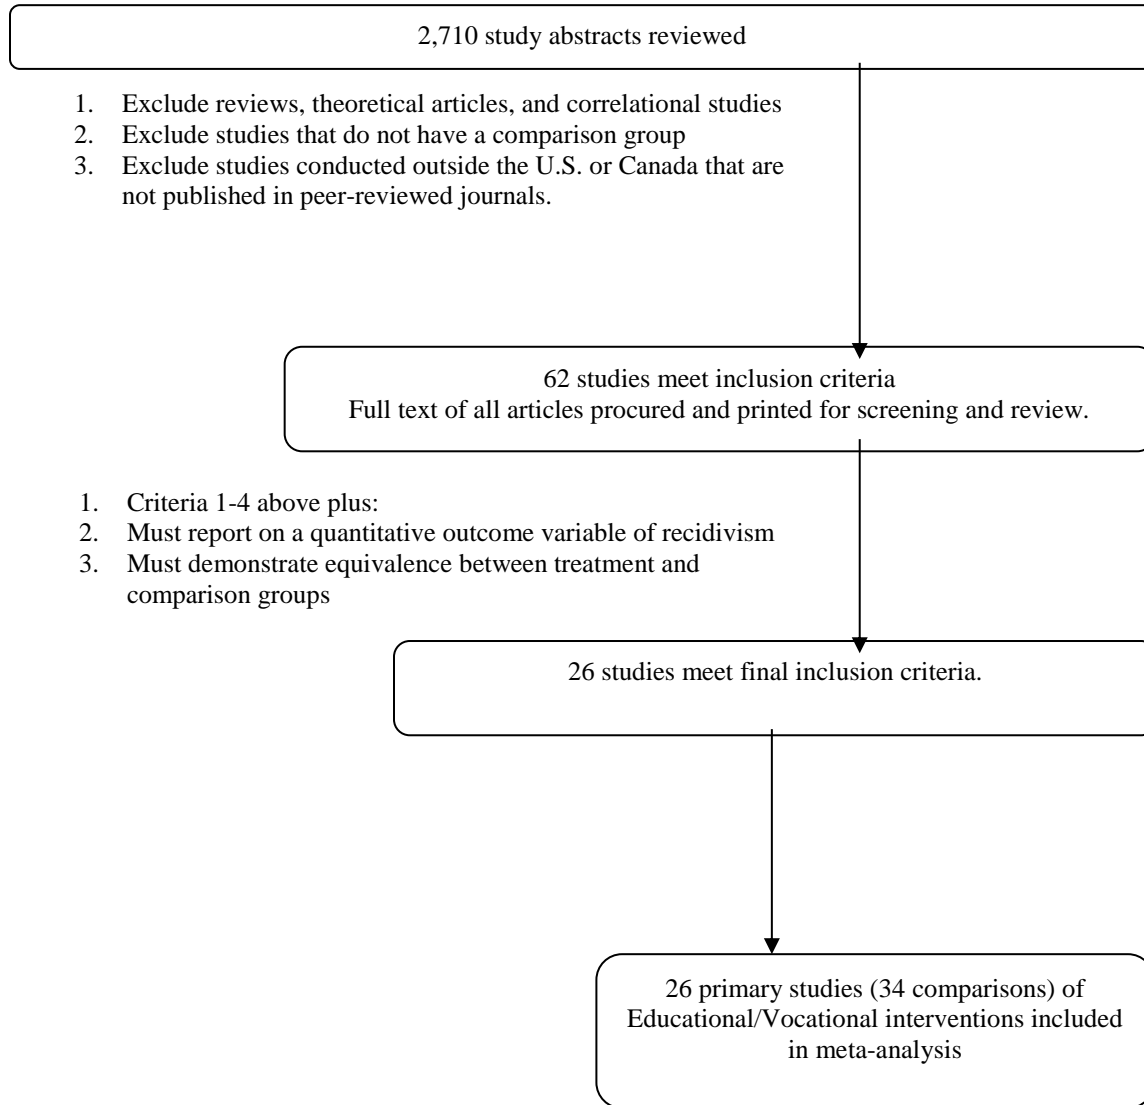 2,710 study abstracts reviewed
1. Exclude reviews, theoretical articles, and correlational studies
2. Exclude studies that do not have a comparison group
3. Exclude studies conducted outside the U.S. or Canada that are
not published in peer-reviewed journals.
62 studies meet inclusion criteria
Full text of all articles procured and printed for screening and review.
1. Criteria 1-4 above plus:
2. Must report on a quantitative outcome variable of recidivism
3. Must demonstrate equivalence between treatment and
comparison groups
26 studies meet final inclusion criteria.
26 primary studies (34 comparisons) of
Educational/Vocational interventions included
in meta-analysis